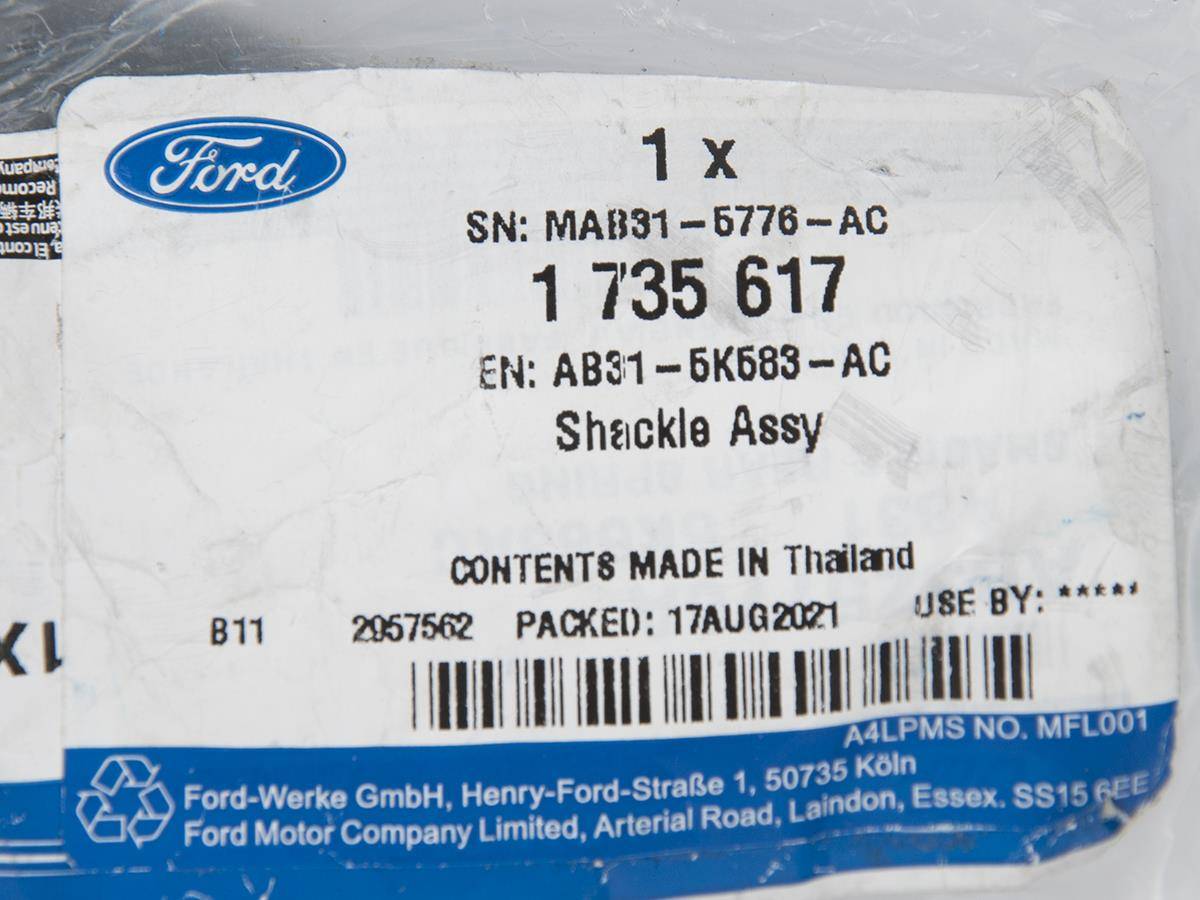 Ford
1 x
SN: MAB31-5776-AC
1 735 617
EN: AB31-5K583-AC
Shackle Assy
CONTENTS MADE IN Thailand
B11 2957562 PACKED: 17AUG2021 USE BY: *****
A4LPMS NO. MFL001
Ford-Werke GmbH, Henry-Ford-Straße 1, 50735 Köln
Ford Motor Company Limited, Arterial Road, Laindon, Essex. SS15 6EE
1X